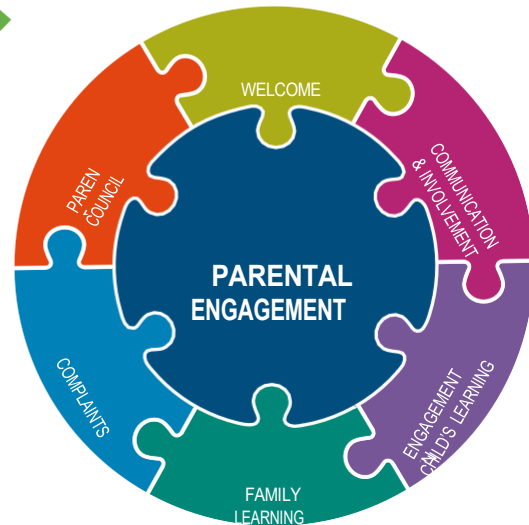 WELCOME
COMMUNICATION
& INVOLVEMENT
ENGAGEMENT
CHILD'S LEARNING
FAMILY
LEARNING
COMPLAINTS
PAREN
COUNCIL
PARENTAL
ENGAGEMENT